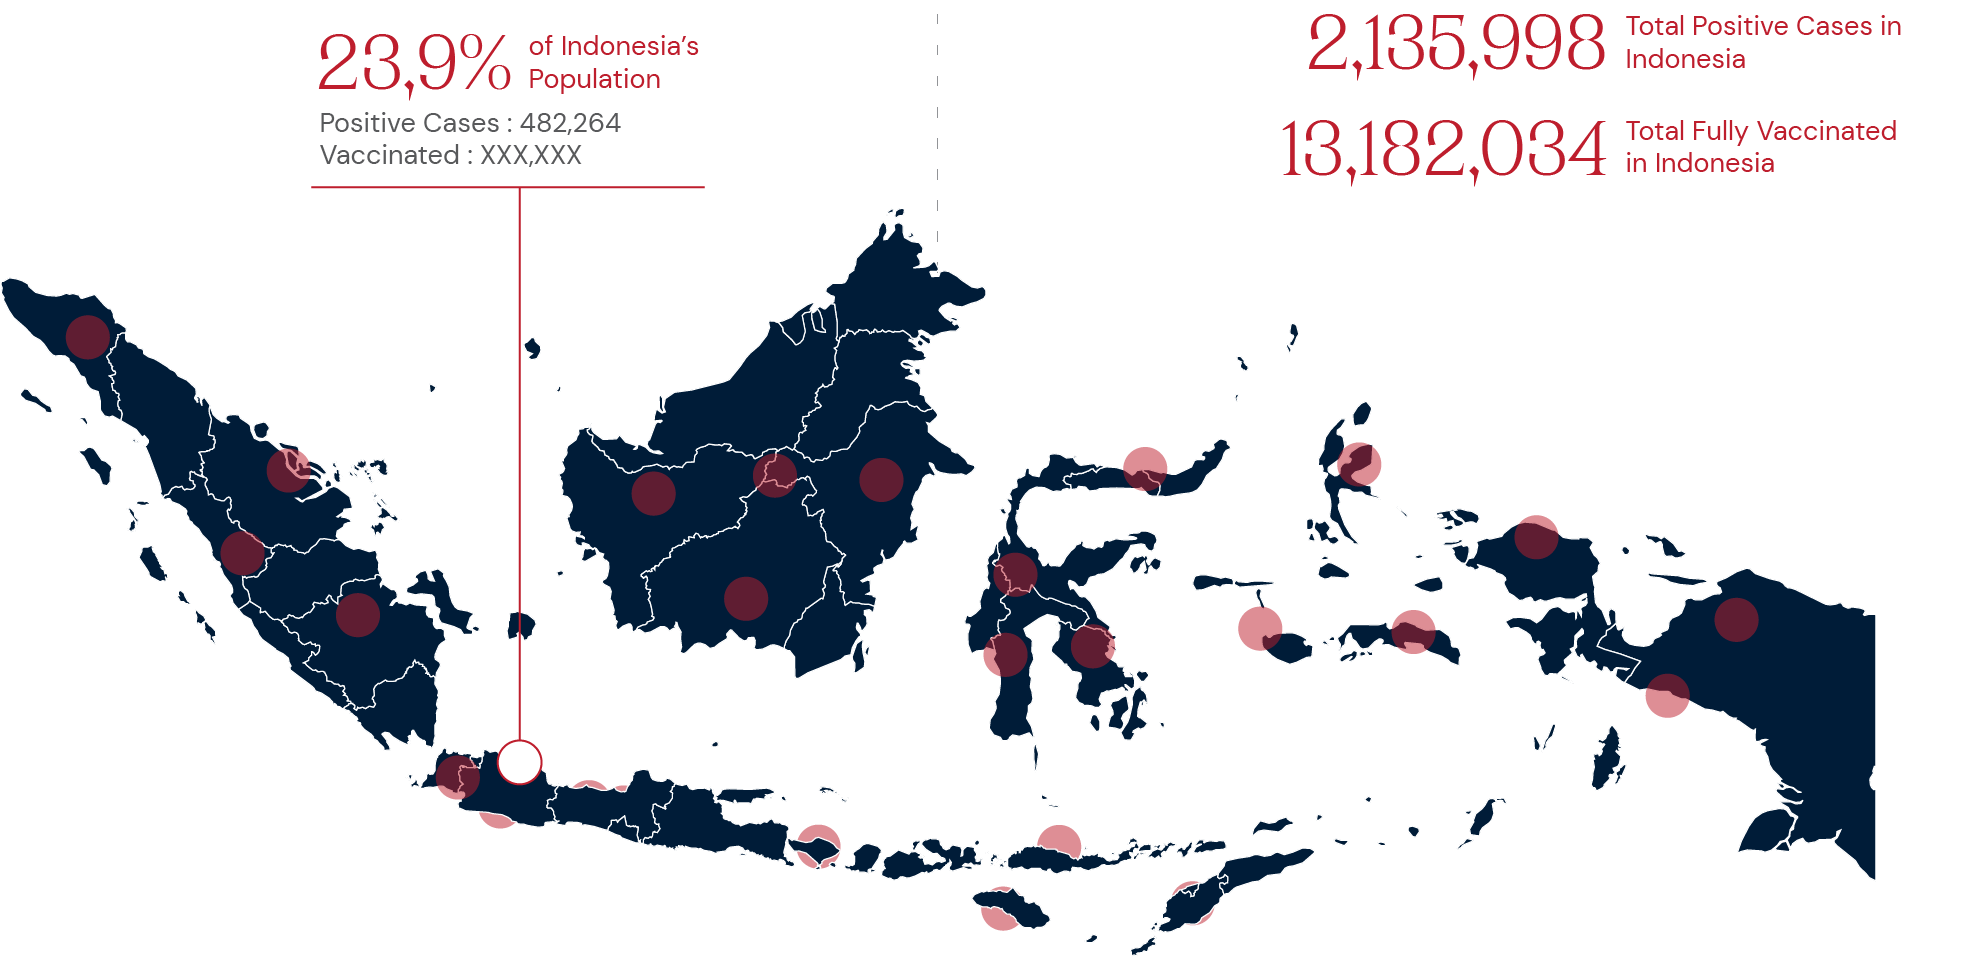 23,9%
of Indonesia's
Population
Positive Cases : 482,264
Vaccinated : XXX,XXX
2,135,998
Total Positive Cases in
Indonesia
13,182,034
Total Fully Vaccinated
in Indonesia